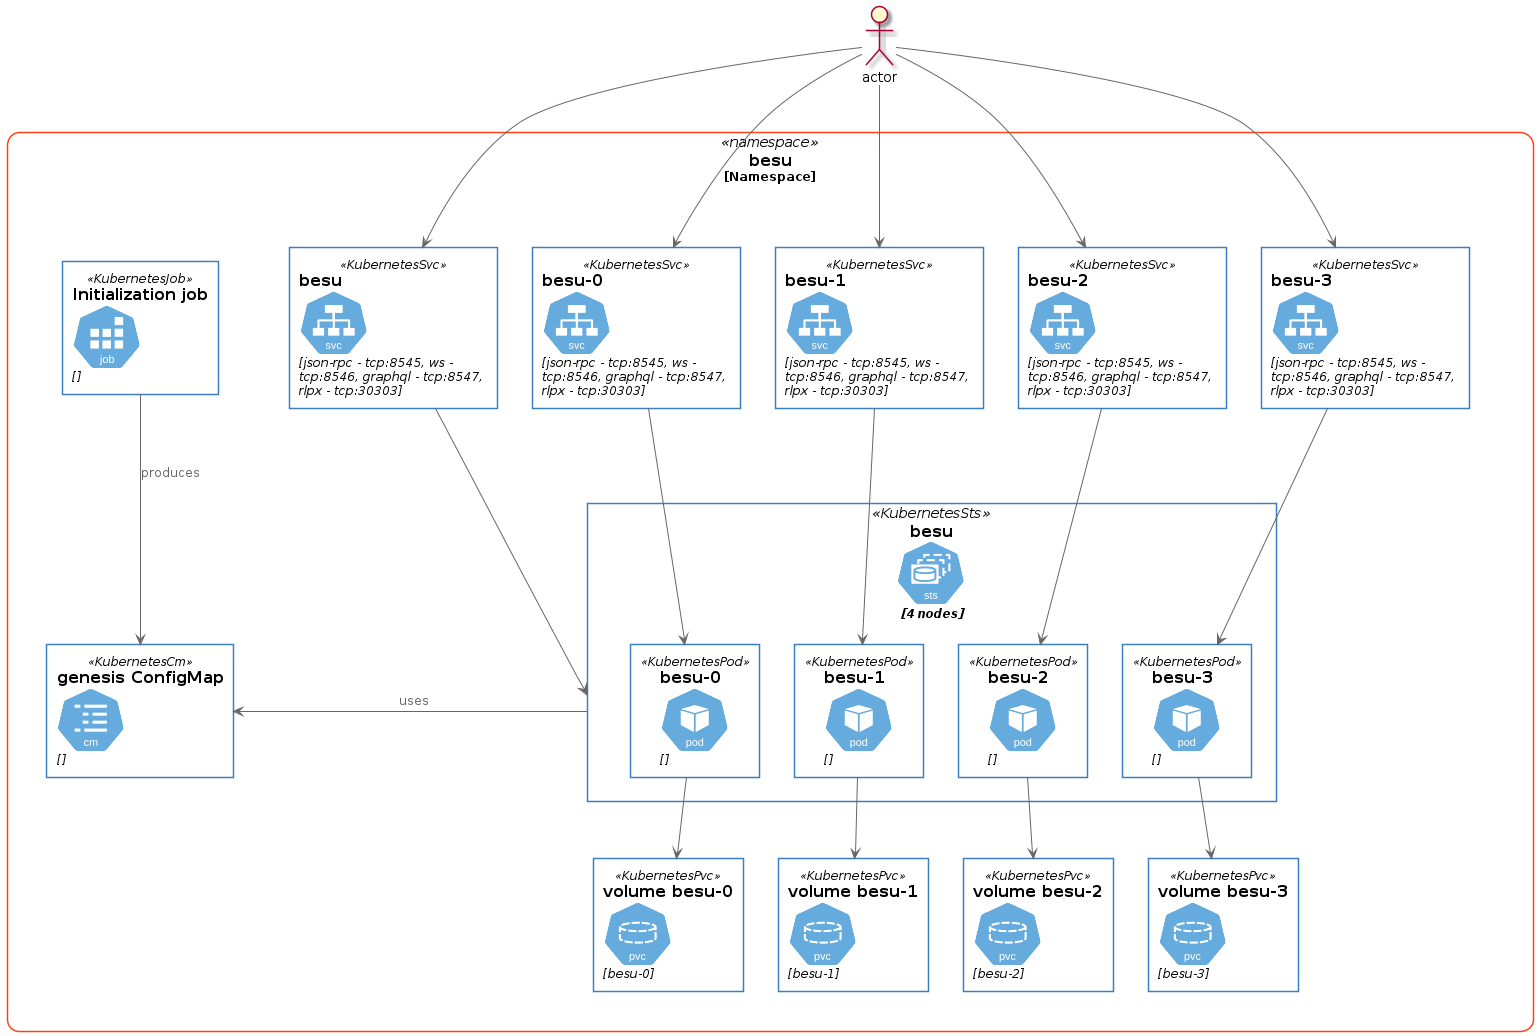 actor
«namespace»
besu
[Namespace]
«KubernetesJob»
Initialization job
job
[]
«KubernetesSvc»
besu
svc
[json-rpc - tcp:8545, ws -
tcp:8546, graphql - tcp:8547,
rlpx - tcp:30303]
«KubernetesSvc»
besu-0
svc
[json-rpc - tcp:8545, ws -
tcp:8546, graphql - tcp:8547,
rlpx - tcp:30303]
«KubernetesSvc»
besu-1
svc
[json-rpc - tcp:8545, ws -
tcp:8546, graphql - tcp:8547,
rlpx - tcp:30303]
«KubernetesSvc»
besu-2
svc
[json-rpc - tcp:8545, ws -
tcp:8546, graphql - tcp:8547,
rlpx - tcp:30303]
«KubernetesSvc»
besu-3
svc
[json-rpc - tcp:8545, ws -
tcp:8546, graphql - tcp:8547,
rlpx - tcp:30303]
produces
«KubernetesSts»
besu
sts
[4 nodes]
«KubernetesCm»
genesis ConfigMap
cm
[]
uses
«KubernetesPod»
besu-0
pod
[]
«KubernetesPod»
besu-1
pod
[]
«KubernetesPod»
besu-2
pod
[]
«KubernetesPod»
besu-3
pod
[]
«KubernetesPvc»
volume besu-0
pvc
[besu-0]
«KubernetesPvc»
volume besu-1
pvc
[besu-1]
«KubernetesPvc»
volume besu-2
pvc
[besu-2]
«KubernetesPvc»
volume besu-3
pvc
[besu-3]